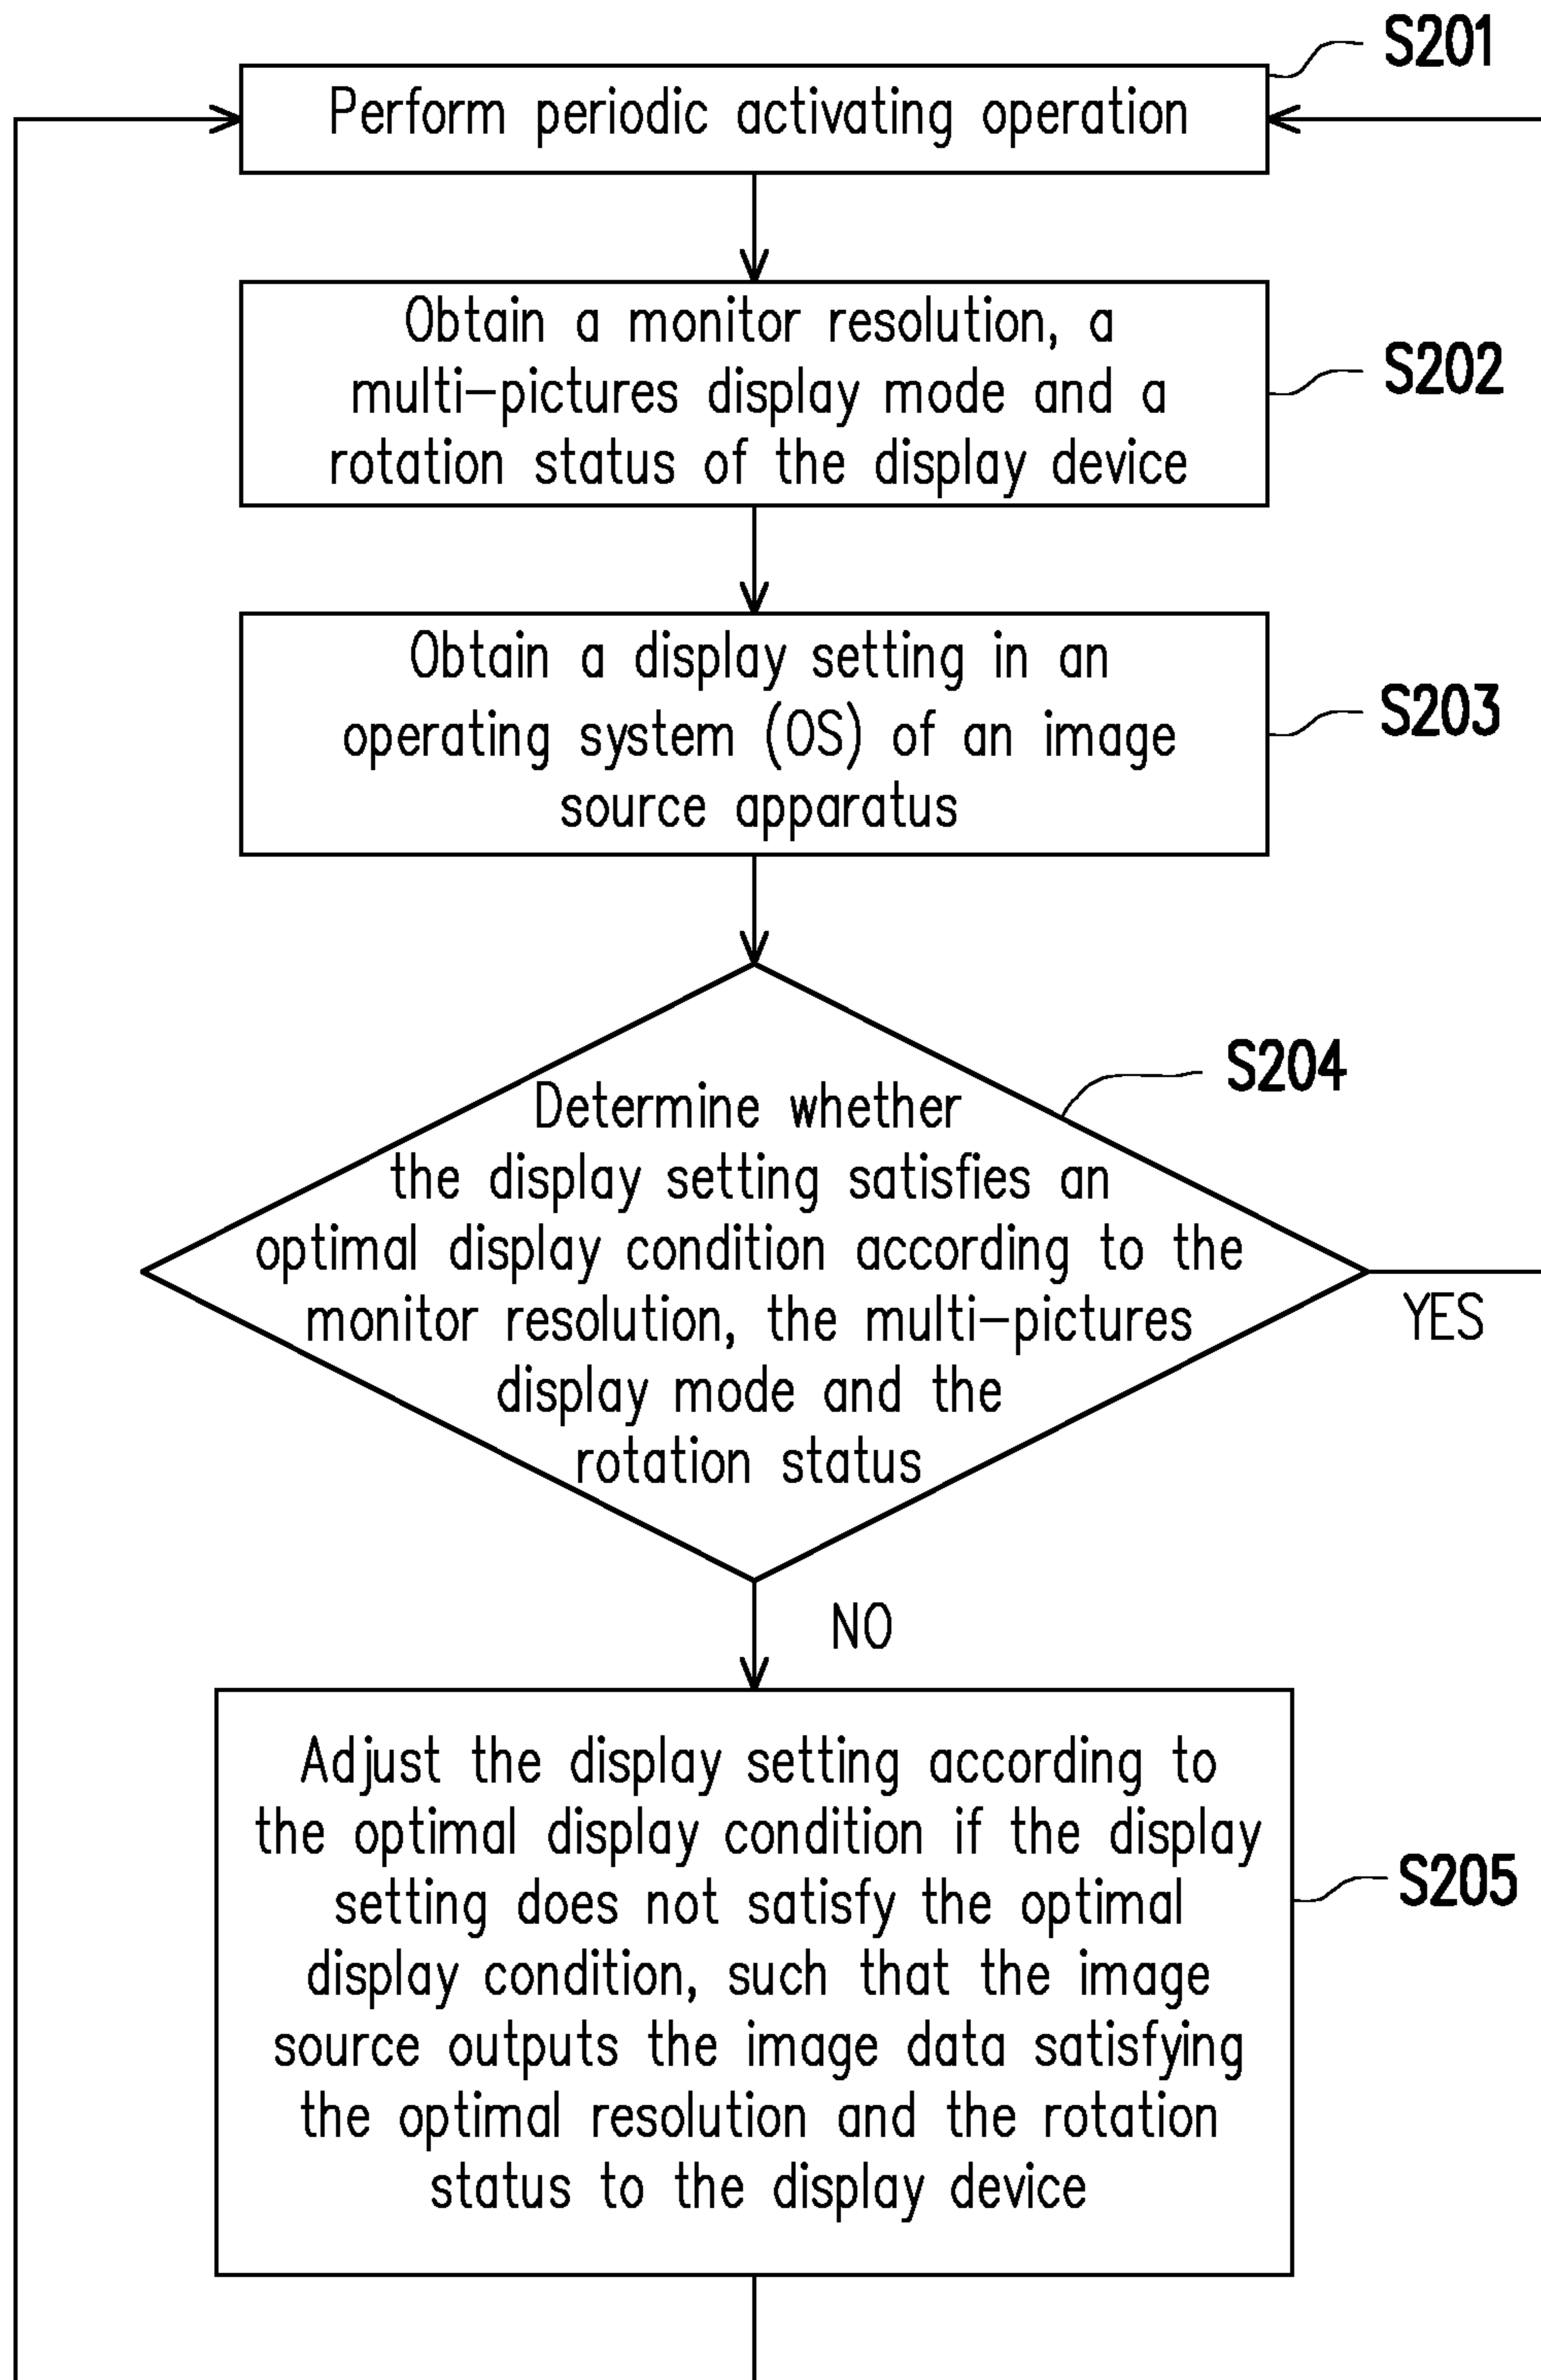 S201
Perform periodic activating operation
Obtain a monitor resolution, a
multi-pictures display mode and a
rotation status of the display device
S202
Obtain a display setting in an
operating system (OS) of an image
source apparatus
S203
S204
Determine whether
the display setting satisfies an
optimal display condition according to the
monitor resolution, the multi-pictures
display mode and the
rotation status
YES
NO
Adjust the display setting according to
the optimal display condition if the display
setting does not satisfy the optimal
display condition, such that the image
source outputs the image data satisfying
the optimal resolution and the rotation
status to the display device
S205